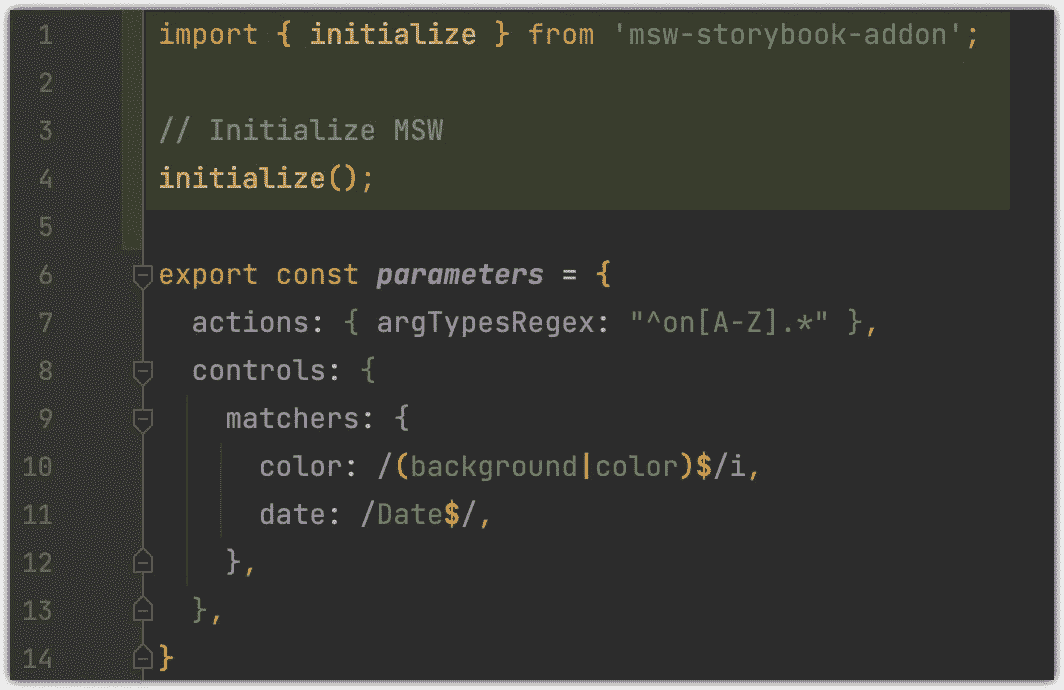 1 import { initialize } from 'msw-storybook-addon';
2
3 // Initialize MSW
4 initialize();
5
6 export const parameters = {
7   actions: { argTypesRegex: "^on[A-Z].*" },
8   controls: {
9     matchers: {
10       color: /(background|color)$/i,
11       date: /Date$/,
12     },
13   },
14 }